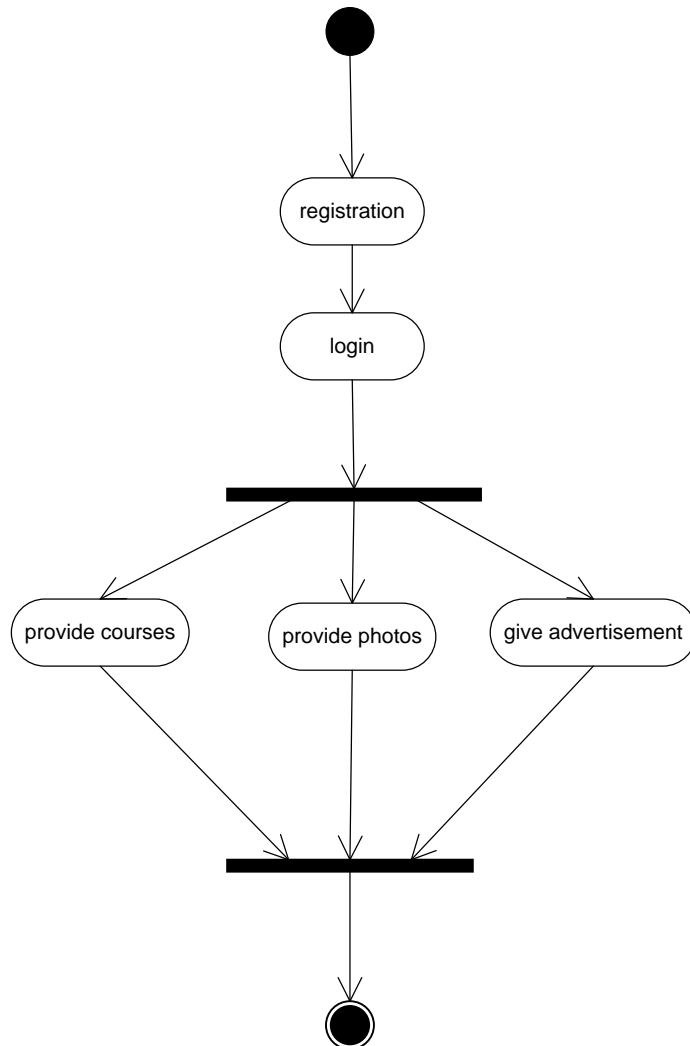 registration
login
provide courses
provide photos
give advertisement